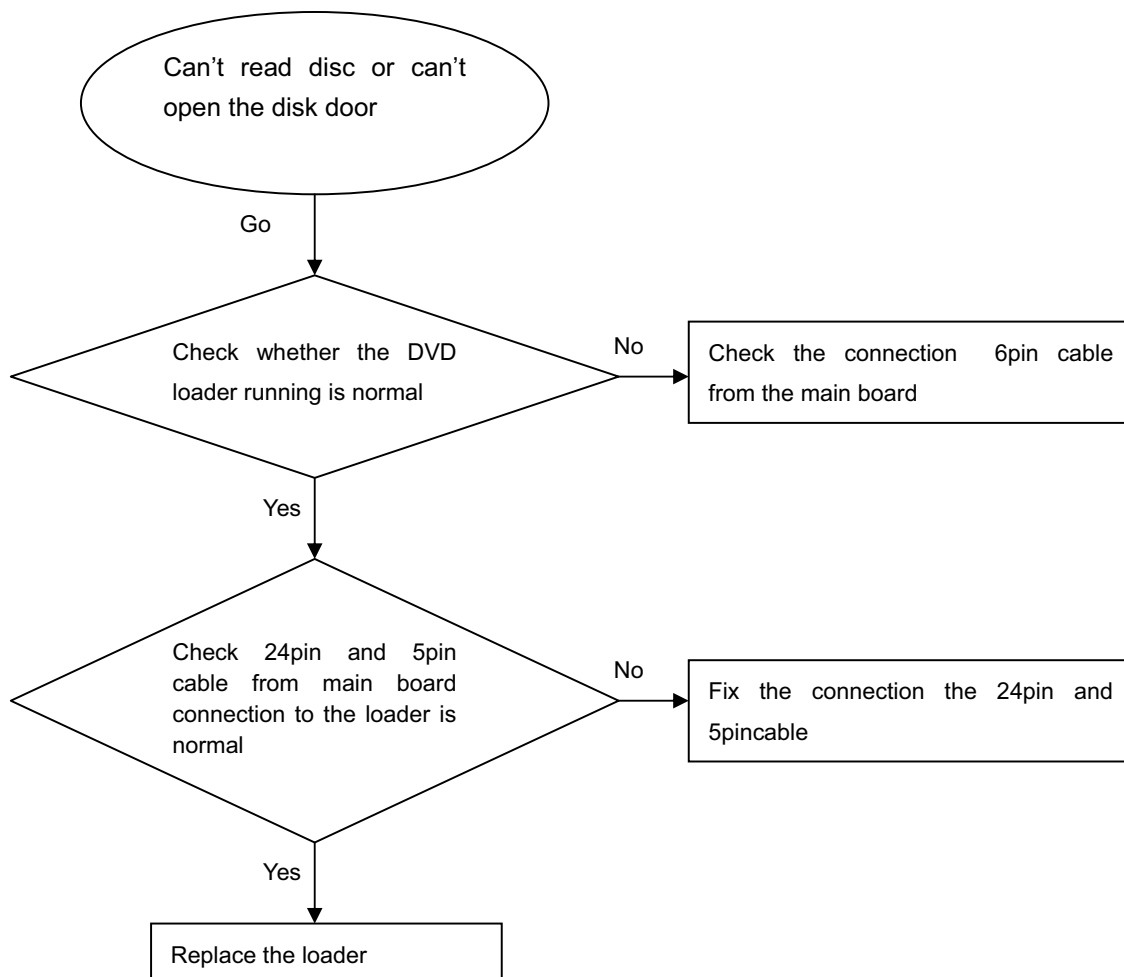 Can't read disc or can't
open the disk door
Go
Check whether the DVD
loader running is normal
No
Check the connection 6pin cable
from the main board
Yes
Check 24pin and 5pin
cable from main board
connection to the loader is
normal
No
Fix the connection the 24pin and
5pincable
Yes
Replace the loader